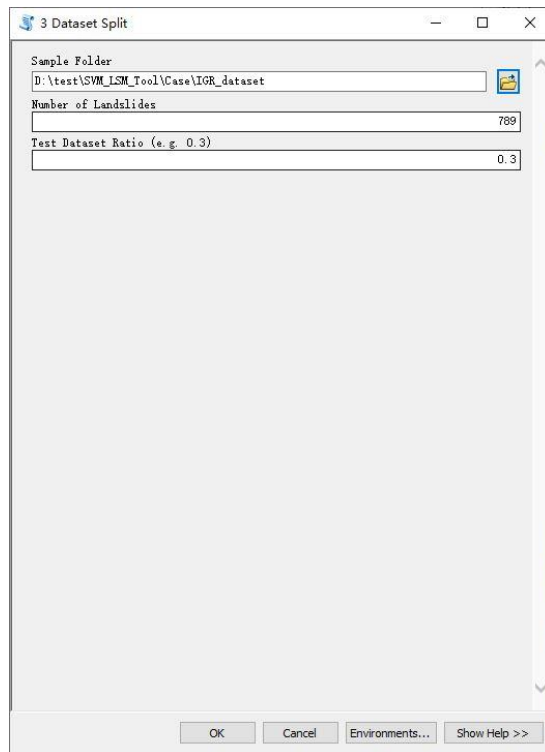 3 Dataset Split
Sample Folder
D:\test\SVM_LSM_Tool\Case\IGR_dataset
Number of Landslides
789
Test Dataset Ratio (e.g. 0.3)
0.3
OK
Cancel
Environments...
Show Help >>